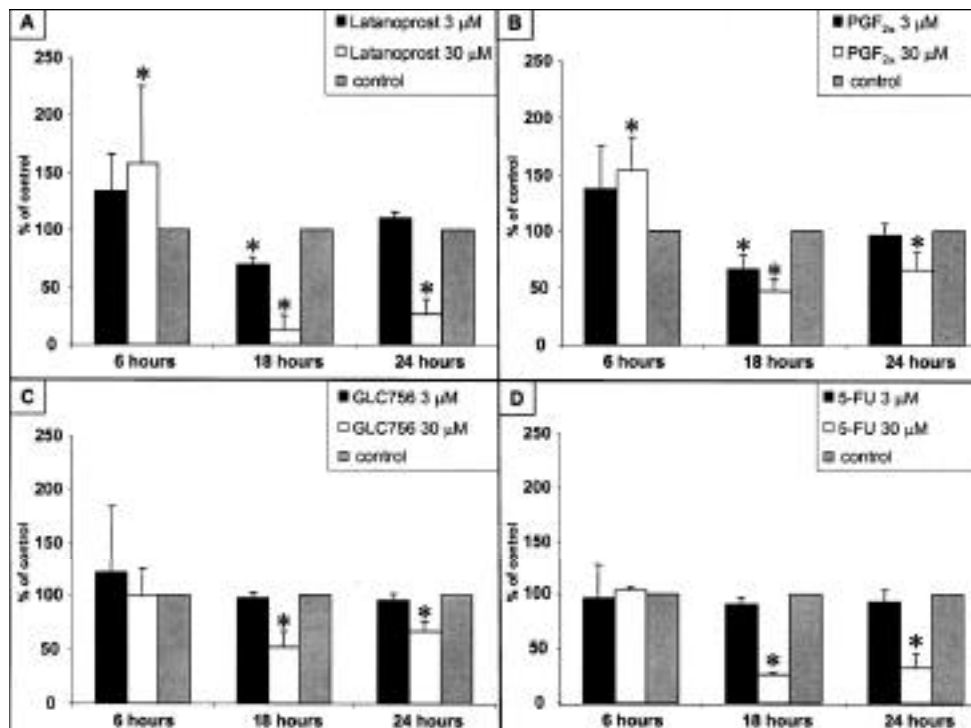 A
Latanoprost 3 µM
Latanoprost 30 µM
control
% of control
250
200
150
100
50
0
*
*
*
*
6 hours
18 hours
24 hours
B
PGF2α 3 µM
PGF2α 30 µM
control
% of control
250
200
150
100
50
0
*
*
*
*
6 hours
18 hours
24 hours
C
GLC756 3 µM
GLC756 30 µM
control
% of control
250
200
150
100
50
0
*
*
6 hours
18 hours
24 hours
D
5-FU 3 µM
5-FU 30 µM
control
% of control
250
200
150
100
50
0
*
*
6 hours
18 hours
24 hours